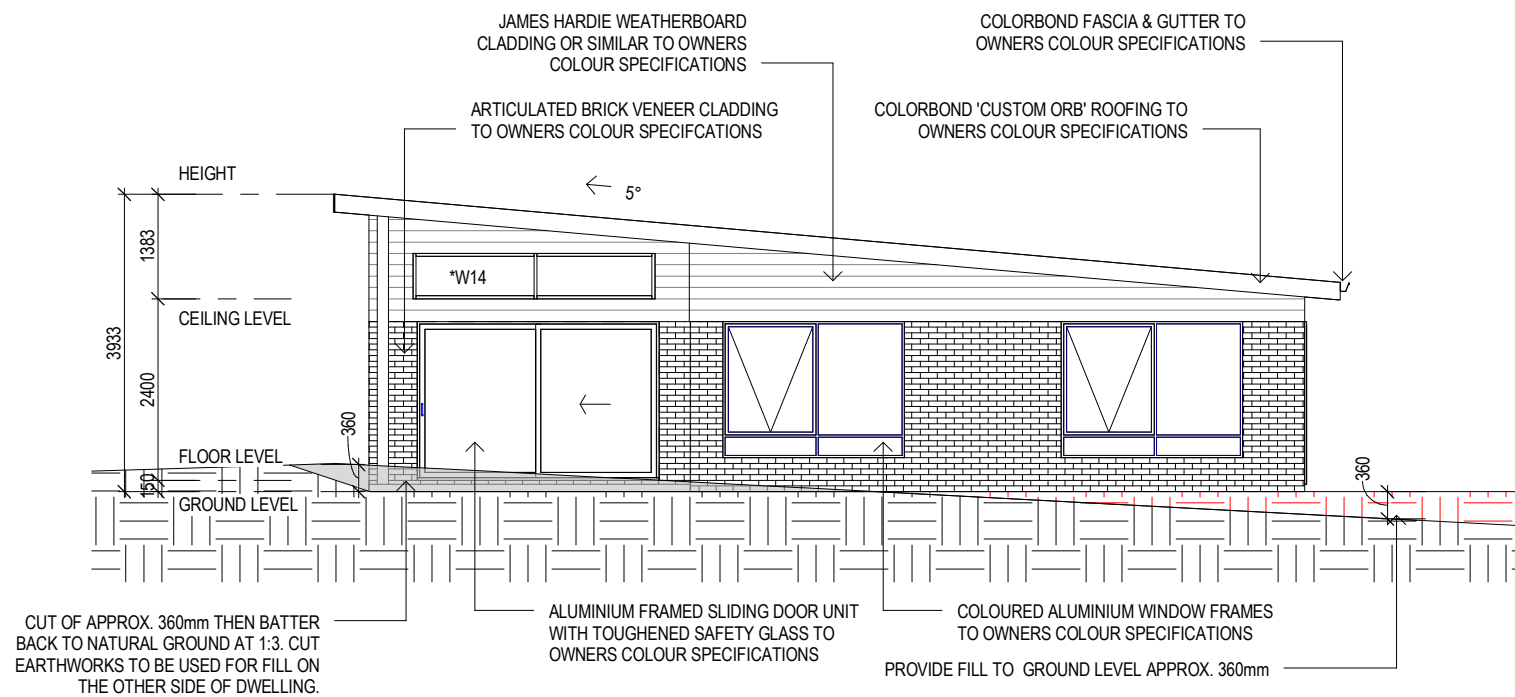 JAMES HARDIE WEATHERBOARD
CLADDING OR SIMILAR TO OWNERS
COLOUR SPECIFICATIONS
COLORBOND FASCIA & GUTTER TO
OWNERS COLOUR SPECIFICATIONS
ARTICULATED BRICK VENEER CLADDING
TO OWNERS COLOUR SPECIFCATIONS
COLORBOND 'CUSTOM ORB' ROOFING TO
OWNERS COLOUR SPECIFICATIONS
HEIGHT
5°
1383
*W14
CEILING LEVEL
3933
2400
360
FLOOR LEVEL
150
GROUND LEVEL
360
CUT OF APPROX. 360mm THEN BATTER
BACK TO NATURAL GROUND AT 1:3. CUT
EARTHWORKS TO BE USED FOR FILL ON
THE OTHER SIDE OF DWELLING.
ALUMINIUM FRAMED SLIDING DOOR UNIT
WITH TOUGHENED SAFETY GLASS TO
OWNERS COLOUR SPECIFICATIONS
COLOURED ALUMINIUM WINDOW FRAMES
TO OWNERS COLOUR SPECIFICATIONS
PROVIDE FILL TO GROUND LEVEL APPROX. 360mm